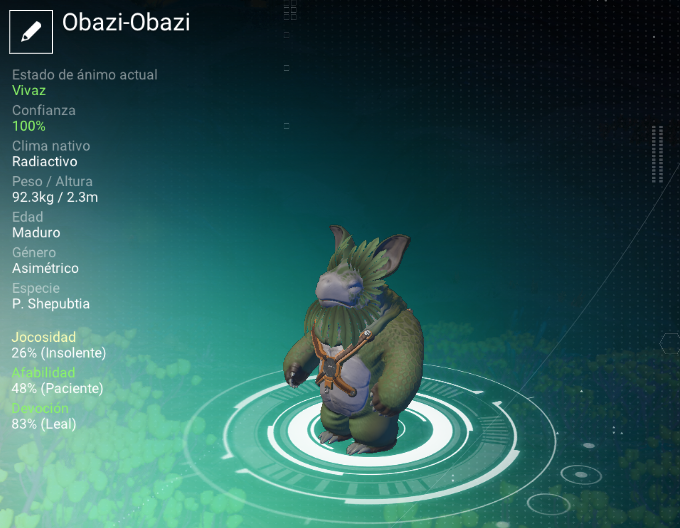 Obazi-Obazi
Estado de ánimo actual
Vivaz
Confianza
100%
Clima nativo
Radiactivo
Peso / Altura
92.3kg / 2.3m
Edad
Maduro
Género
Asimétrico
Especie
P. Shepubtia
Jocosidad
26% (Insolente)
Afabilidad
48% (Paciente)
Devoción
83% (Leal)